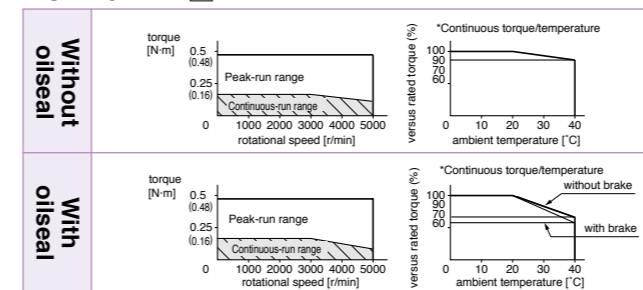 Without
oilseal
torque
[N·m]
0.5
(0.48)
0.25
(0.16)
Peak-run range
Continuous-run range
0 1000 2000 3000 4000 5000
rotational speed [r/min]
*Continuous torque/temperature
versus rated torque (%)
100
90
70
60
0 10 20 30 40
ambient temperature [˚C]
With
oilseal
torque
[N·m]
0.5
(0.48)
0.25
(0.16)
Peak-run range
Continuous-run range
0 1000 2000 3000 4000 5000
rotational speed [r/min]
*Continuous torque/temperature
versus rated torque (%)
without brake
100
90
70
60
with brake
0 10 20 30 40
ambient temperature [˚C]